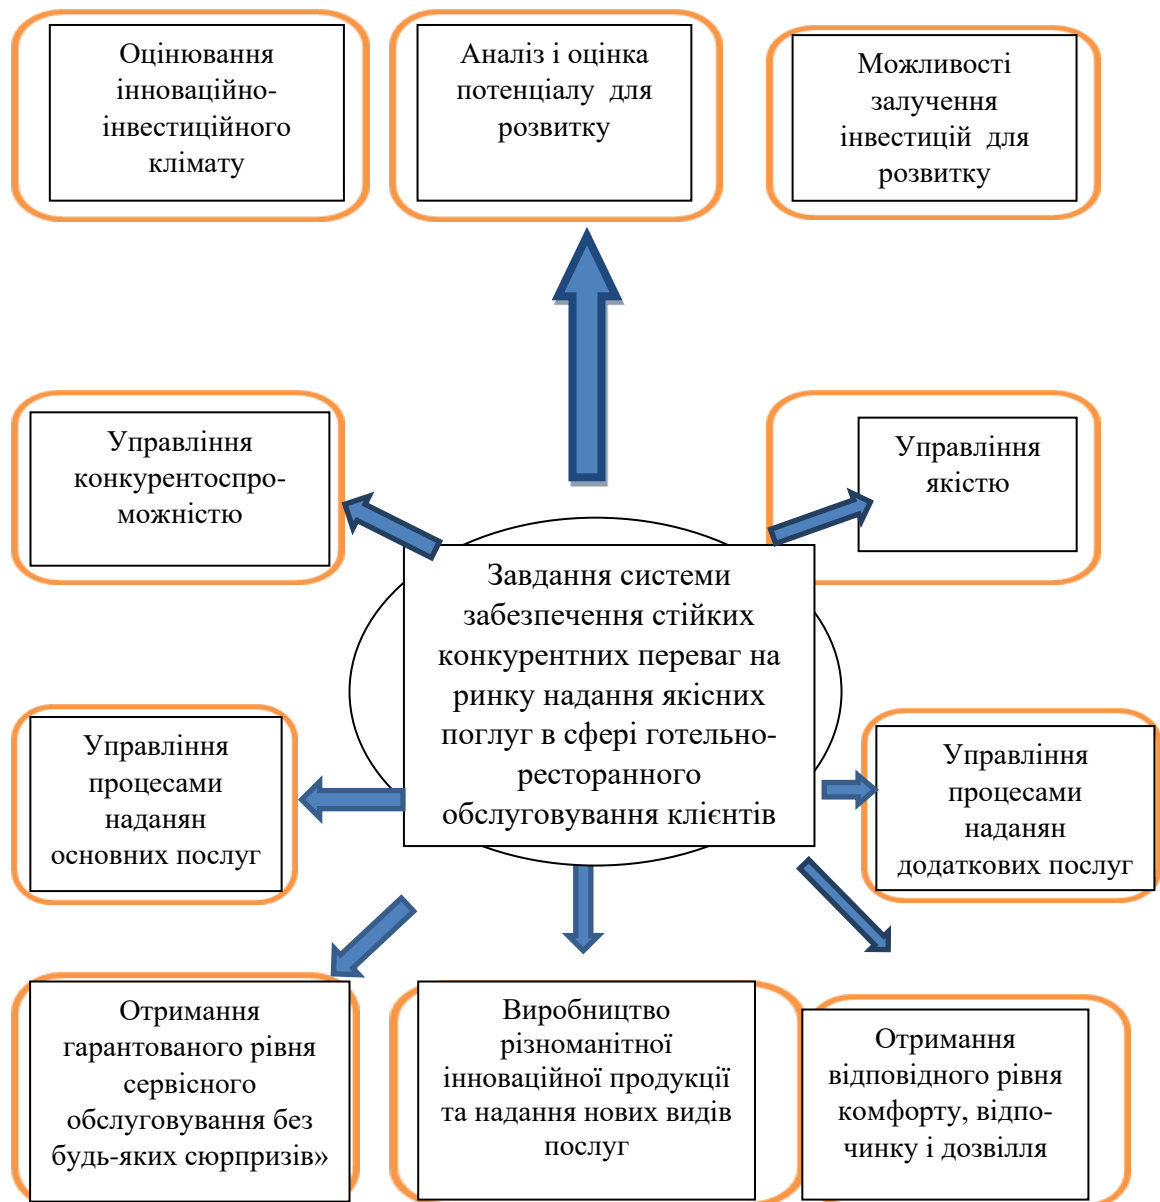 Оцінювання
інноваційно-
інвестиційного
клімату
Аналіз і оцінка
потенціалу для
розвитку
Можливості
залучення
інвестицій для
розвитку
Управління
конкурентоспро-
можністю
Управління
якістю
Завдання системи
забезпечення стійких
конкурентних переваг на
ринку надання якісних
поглуг в сфері готельно-
ресторанного
обслуговування клієнтів
Управління
процесами
наданян
основних послуг
Управління
процесами
наданян
додаткових послуг
Отримання
гарантованого рівня
сервісного
обслуговування без
будь-яких сюрпризів»
Виробництво
різноманітної
інноваційної продукції
та надання нових видів
послуг
Отримання
відповідного рівня
комфорту, відпо-
чинку і дозвілля